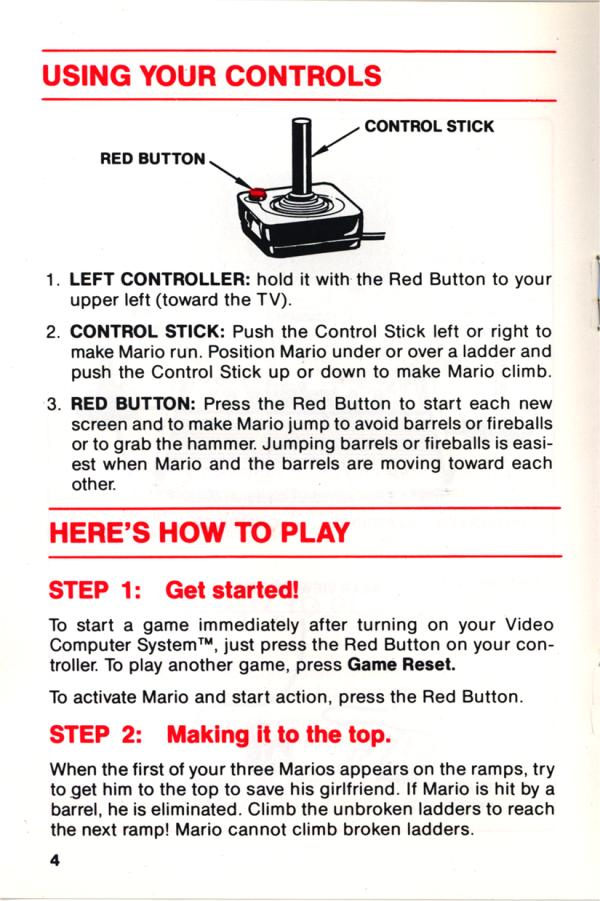 USING YOUR CONTROLS
CONTROL STICK
RED BUTTON
1. LEFT CONTROLLER: hold it with the Red Button to your
upper left (toward the TV).
2. CONTROL STICK: Push the Control Stick left or right to
make Mario run. Position Mario under or over a ladder and
push the Control Stick up or down to make Mario climb.
3. RED BUTTON: Press the Red Button to start each new
screen and to make Mario jump to avoid barrels or fireballs
or to grab the hammer. Jumping barrels or fireballs is easi-
est when Mario and the barrels are moving toward each
other.
HERE'S HOW TO PLAY
STEP 1: Get started!
To start a game immediately after turning on your Video
Computer System™, just press the Red Button on your con-
troller. To play another game, press Game Reset.
To activate Mario and start action, press the Red Button.
STEP 2: Making it to the top.
When the first of your three Marios appears on the ramps, try
to get him to the top to save his girlfriend. If Mario is hit by a
barrel, he is eliminated. Climb the unbroken ladders to reach
the next ramp! Mario cannot climb broken ladders.
4